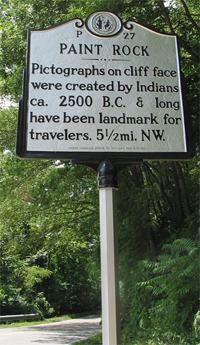 P 27
PAINT ROCK
Pictographs on cliff face
were created by Indians
ca. 2500 B.C. & long
have been landmark for
travelers. 5½mi. NW.